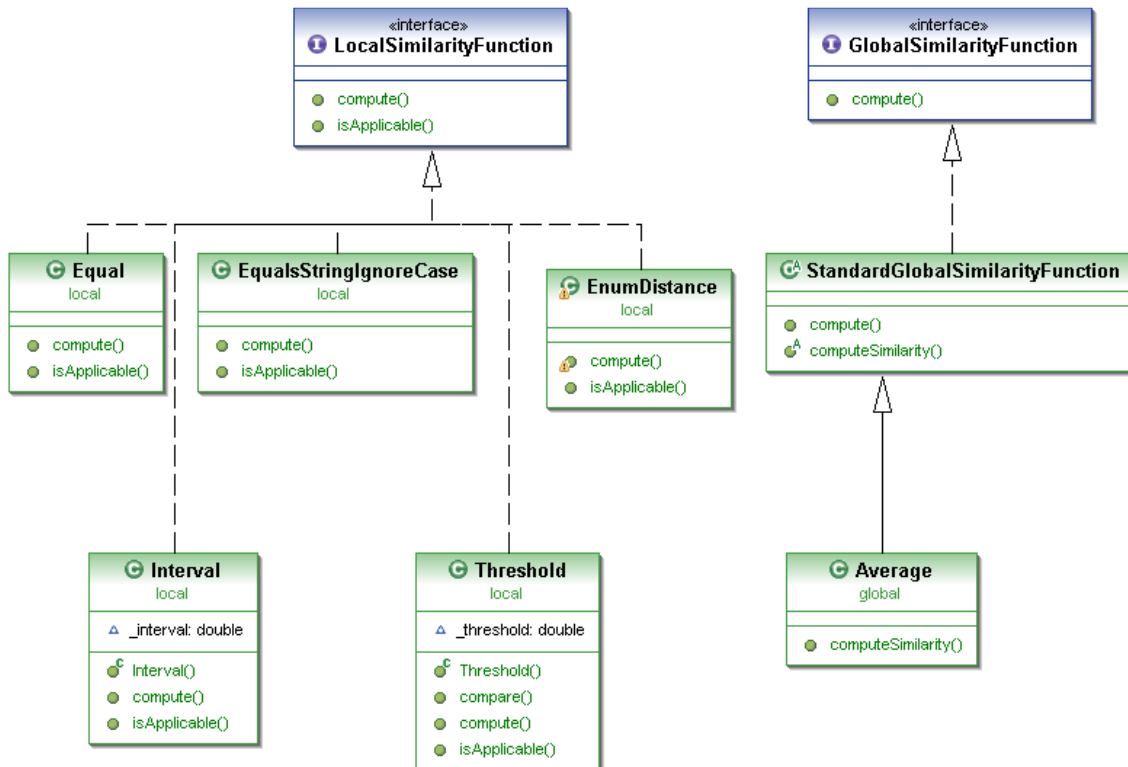 «interface»
LocalSimilarityFunction
compute()
isApplicable()
«interface»
GlobalSimilarityFunction
compute()
Equal
local
compute()
isApplicable()
EqualsStringIgnoreCase
local
compute()
isApplicable()
EnumDistance
local
compute()
isApplicable()
StandardGlobalSimilarityFunction
compute()
computeSimilarity()
Interval
local
_interval: double
Interval()
compute()
isApplicable()
Threshold
local
_threshold: double
Threshold()
compare()
compute()
isApplicable()
Average
global
computeSimilarity()